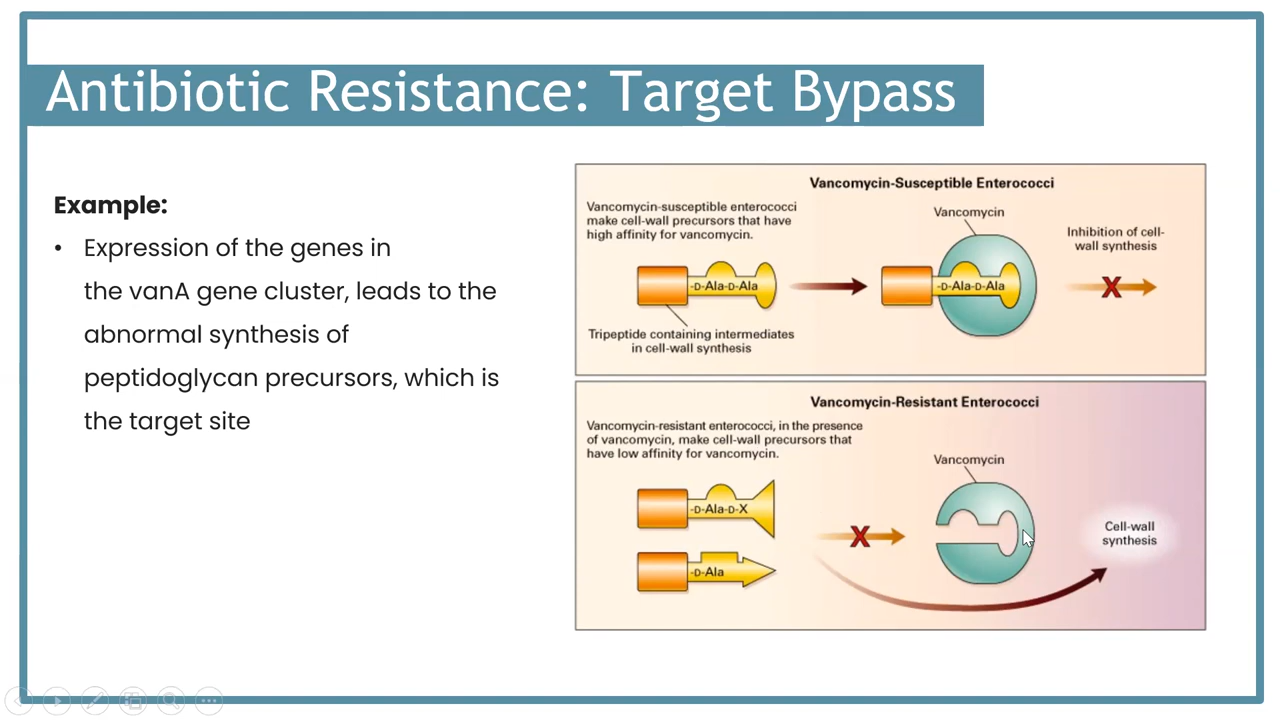 Antibiotic Resistance: Target Bypass
Example:
• Expression of the genes in
the vanA gene cluster, leads to the
abnormal synthesis of
peptidoglycan precursors, which is
the target site
Vancomycin-Susceptible Enterococci
Vancomycin-susceptible enterococci
make cell-wall precursors that have
high affinity for vancomycin.
Vancomycin
Inhibition of cell-
wall synthesis
-D-Ala-D-Ala
-D-Ala-D-Ala
X
Tripeptide containing intermediates
in cell-wall synthesis
Vancomycin-Resistant Enterococci
Vancomycin-resistant enterococci, in the presence
of vancomycin, make cell-wall precursors that
have low affinity for vancomycin.
Vancomycin
-D-Ala-D-X
X
Cell-wall
synthesis
-D-Ala